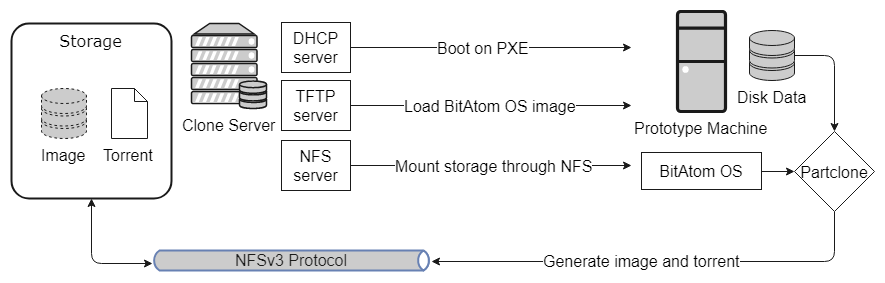 Storage
Image
Torrent
Clone Server
DHCP
server
TFTP
server
NFS
server
Boot on PXE
Load BitAtom OS image
Mount storage through NFS
Prototype Machine
Disk Data
BitAtom OS
Partclone
NFSv3 Protocol
Generate image and torrent